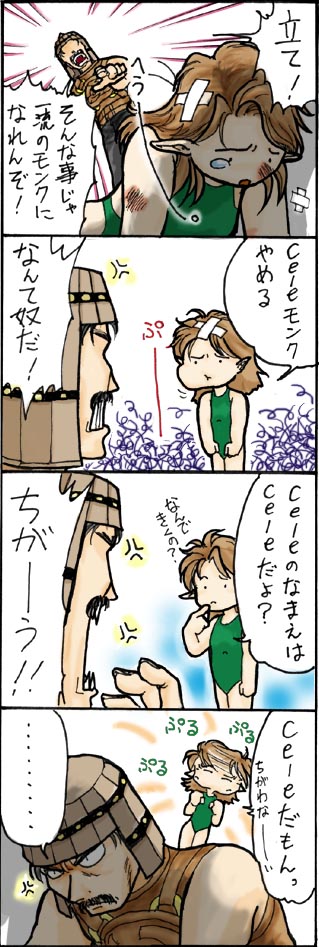 立て！
へう
そんな事じゃ
一流のモンクに
なれんぞ！
celeモンク
やめる
ぷ
なんて奴だ！
celeのなまえは
celeだよ？
なんで
きくの？
ちがーう!!
celeだもんっ
ちがわなーい
ぷる
ぷる
ぷる
・・・・・・・・